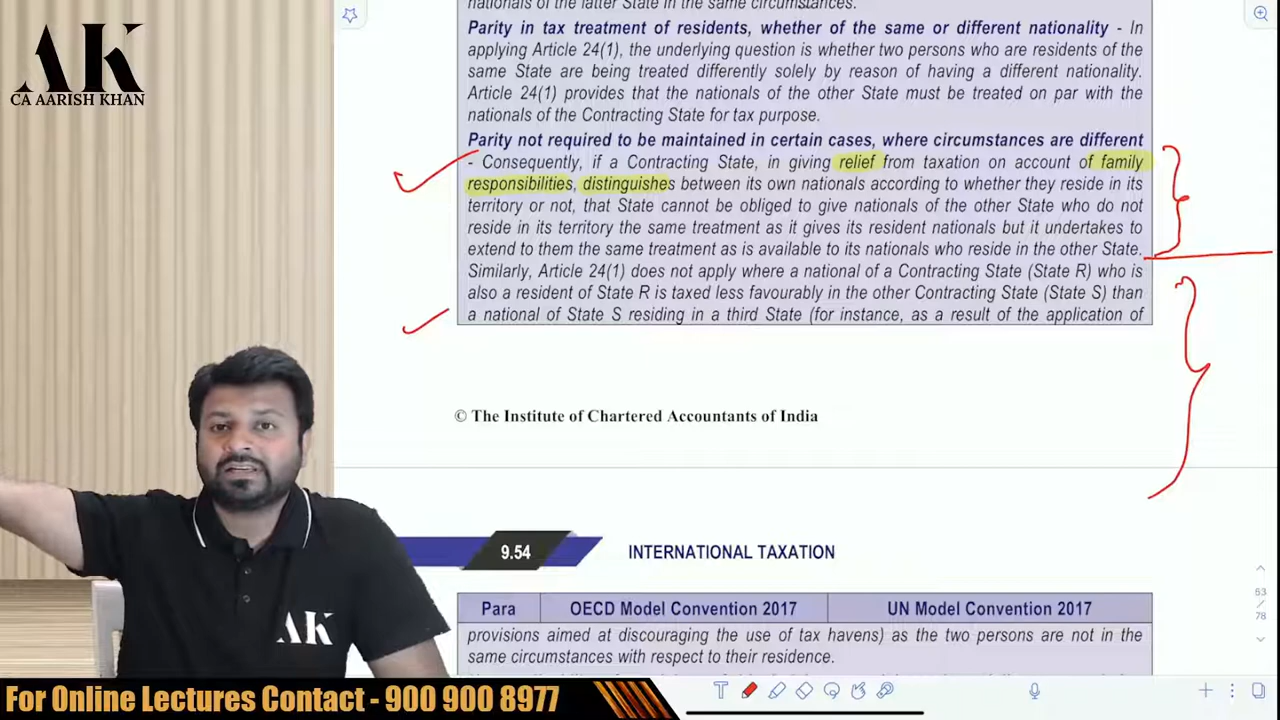 AK
CA AARISH KHAN
nationals of the latter State in the same circumstances.
Parity in tax treatment of residents, whether of the same or different nationality - In
applying Article 24(1), the underlying question is whether two persons who are residents of the
same State are being treated differently solely by reason of having a different nationality.
Article 24(1) provides that the nationals of the other State must be treated on par with the
nationals of the Contracting State for tax purpose.
Parity not required to be maintained in certain cases, where circumstances are different
- Consequently, if a Contracting State, in giving relief from taxation on account of family
responsibilities, distinguishes between its own nationals according to whether they reside in its
territory or not, that State cannot be obliged to give nationals of the other State who do not
reside in its territory the same treatment as it gives its resident nationals but it undertakes to
extend to them the same treatment as is available to its nationals who reside in the other State.
Similarly, Article 24(1) does not apply where a national of a Contracting State (State R) who is
also a resident of State R is taxed less favourably in the other Contracting State (State S) than
a national of State S residing in a third State (for instance, as a result of the application of
© The Institute of Chartered Accountants of India
9.54 INTERNATIONAL TAXATION
Para OECD Model Convention 2017 UN Model Convention 2017
provisions aimed at discouraging the use of tax havens) as the two persons are not in the
same circumstances with respect to their residence.
53
/
78
AK
For Online Lectures Contact - 900 900 8977